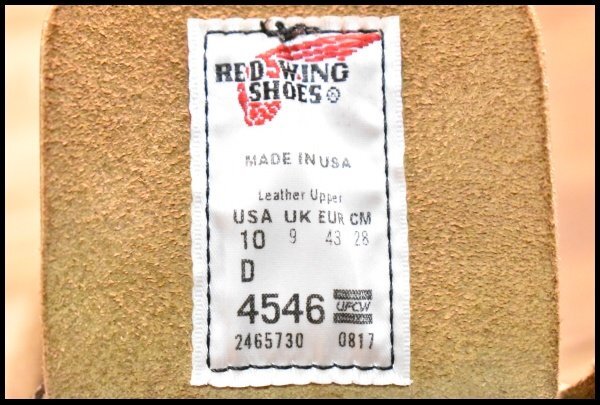 RED WING
SHOES®
MADE IN USA
Leather Upper
USA UK EUR CM
10 9 43 28
D
4546 UFCW
2465730 0817